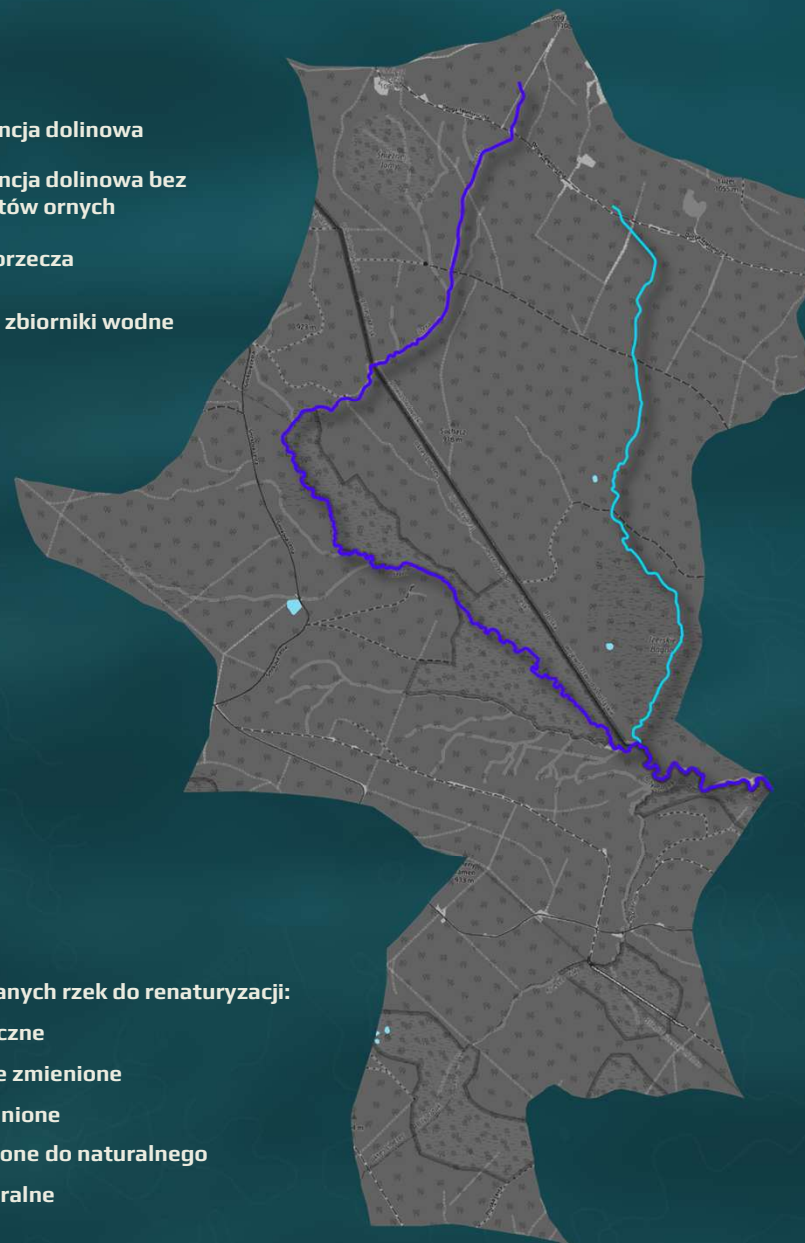 ncja dolinowa
ncja dolinowa bez
tów ornych
orzecza
zbiorniki wodne
anych rzek do renaturyzacji:
czne
e zmienione
nione
one do naturalnego
ralne